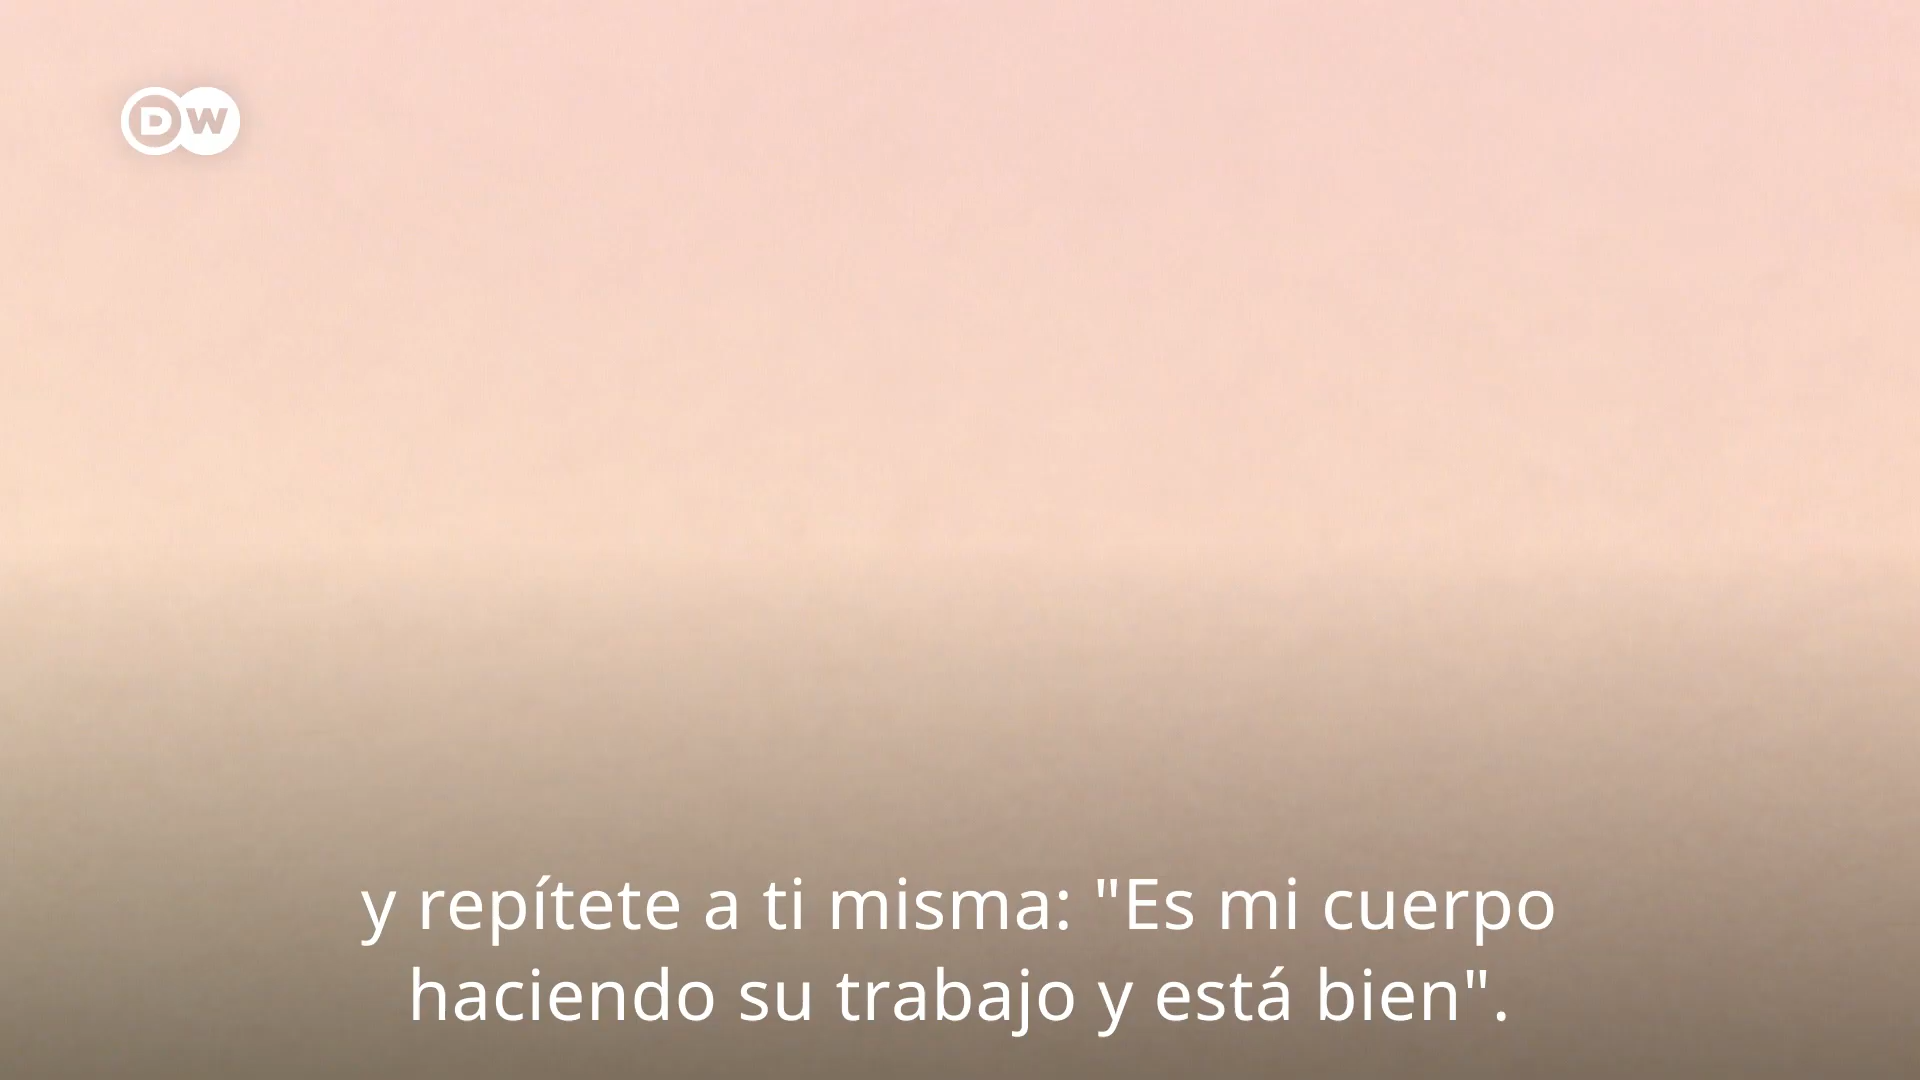 DW
y repítete a ti misma: "Es mi cuerpo
haciendo su trabajo y está bien".